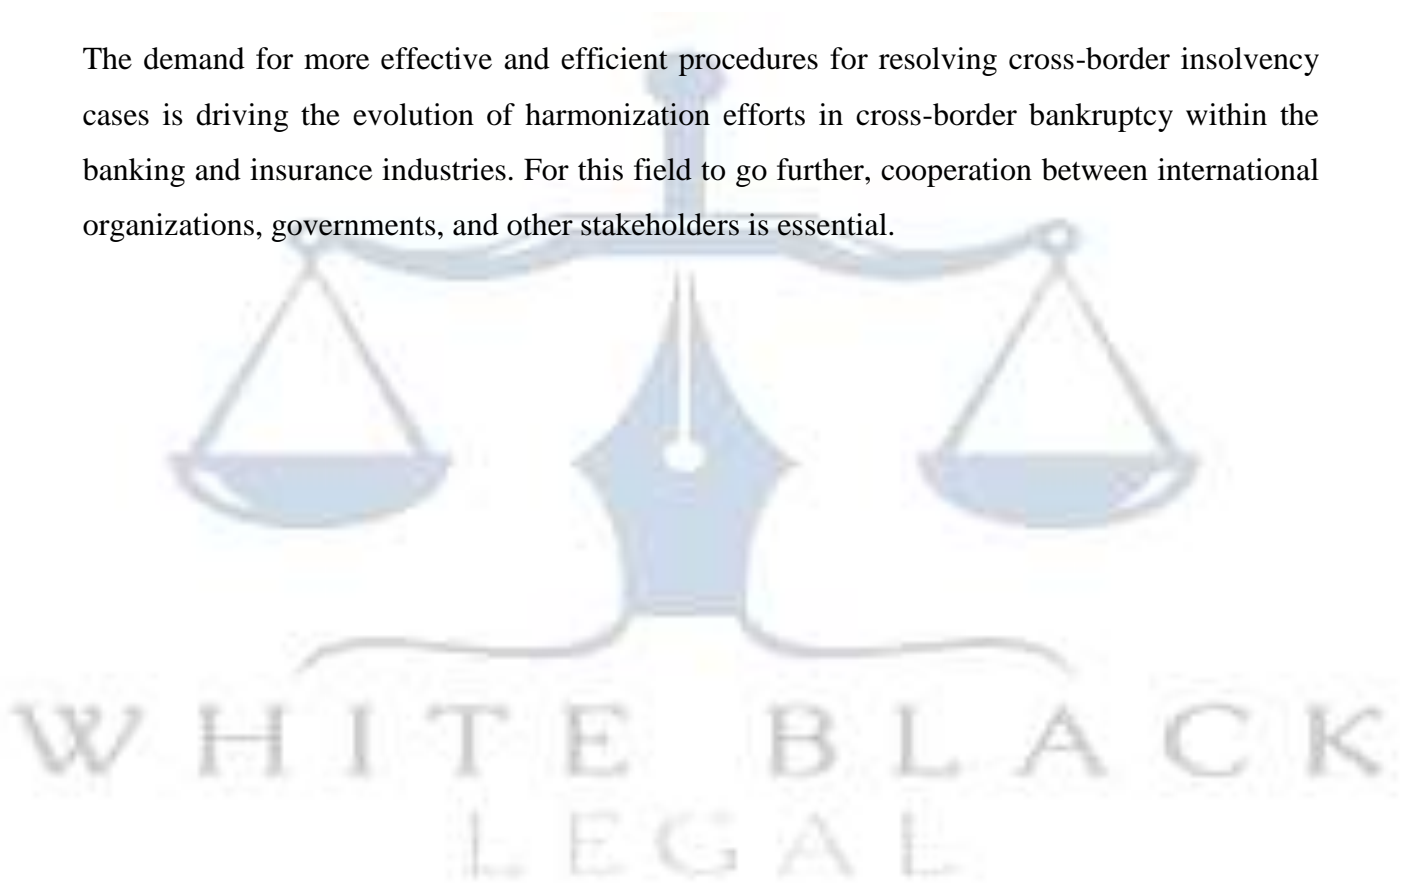 The demand for more effective and efficient procedures for resolving cross-border insolvency
cases is driving the evolution of harmonization efforts in cross-border bankruptcy within the
banking and insurance industries. For this field to go further, cooperation between international
organizations, governments, and other stakeholders is essential.
WHITE BLACK
LEGAL